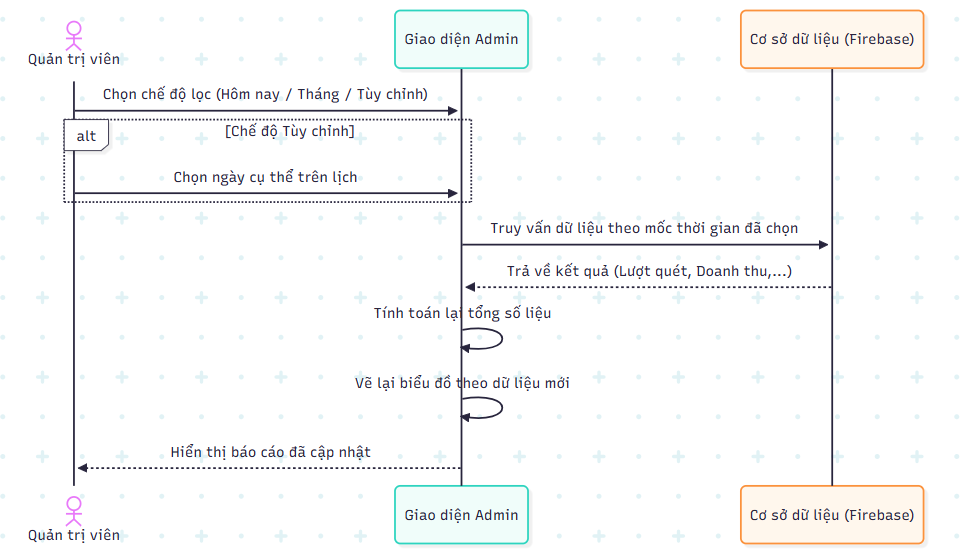 Quản trị viên
Giao diện Admin
Cơ sở dữ liệu (Firebase)
Chọn chế độ lọc (Hôm nay / Tháng / Tùy chỉnh)
alt
[Chế độ Tùy chỉnh]
Chọn ngày cụ thể trên lịch
Truy vấn dữ liệu theo mốc thời gian đã chọn
Trả về kết quả (Lượt quét, Doanh thu,...)
Tính toán lại tổng số liệu
Vẽ lại biểu đồ theo dữ liệu mới
Hiển thị báo cáo đã cập nhật
Quản trị viên
Giao diện Admin
Cơ sở dữ liệu (Firebase)